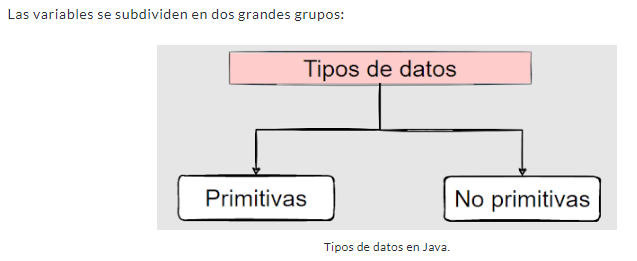 Las variables se subdividen en dos grandes grupos:
Tipos de datos
Primitivas
No primitivas
Tipos de datos en Java.